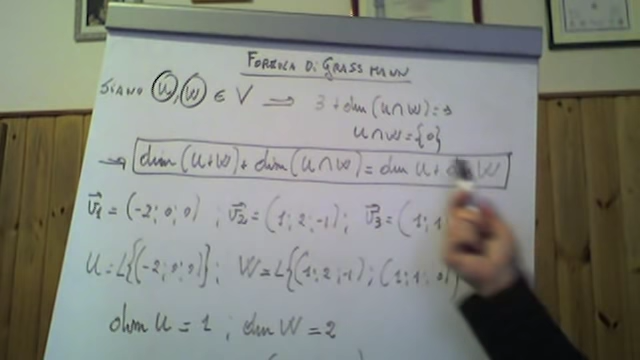 FORMULA DI GRASSMANN
SIANO U, W ∈ V ⇒ 3 + dim (U∩W) = 3
U∩W = {0}
→ dim (U+W) + dim (U∩W) = dim U + dim W
v⃗1 = (-2; 0; 0) ; v⃗2 = (1; 2; -1) ; v⃗3 = (1; 1
U = L{(-2; 0; 0)} ; W = L{(1; 2; -1) ; (1; 1; 0)
dim U = 1 ; dim W = 2